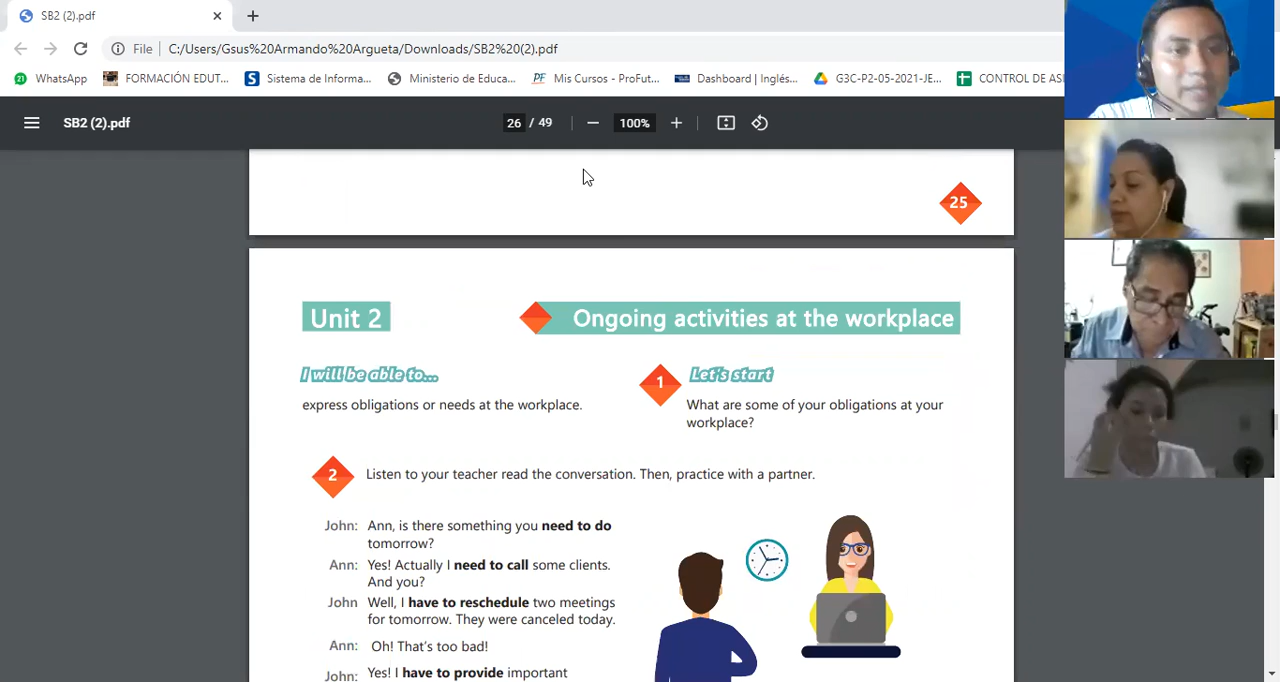 SB2 (2).pdf
File C:/Users/Gsus%20Armando%20Argueta/Downloads/SB2%20(2).pdf
21 WhatsApp FORMACIÓN EDUT... S Sistema de Informa... Ministerio de Educa... PF Mis Cursos - ProFut... Dashboard | Inglés,... G3C-P2-05-2021-JE... CONTROL DE ASI
SB2 (2).pdf 26 / 49 100%
25
Unit 2 Ongoing activities at the workplace
I will be able to...
express obligations or needs at the workplace.
1 Let's start
What are some of your obligations at your
workplace?
2 Listen to your teacher read the conversation. Then, practice with a partner.
John: Ann, is there something you need to do
tomorrow?
Ann: Yes! Actually I need to call some clients.
And you?
John Well, I have to reschedule two meetings
for tomorrow. They were canceled today.
Ann: Oh! That's too bad!
John: Yes! I have to provide important